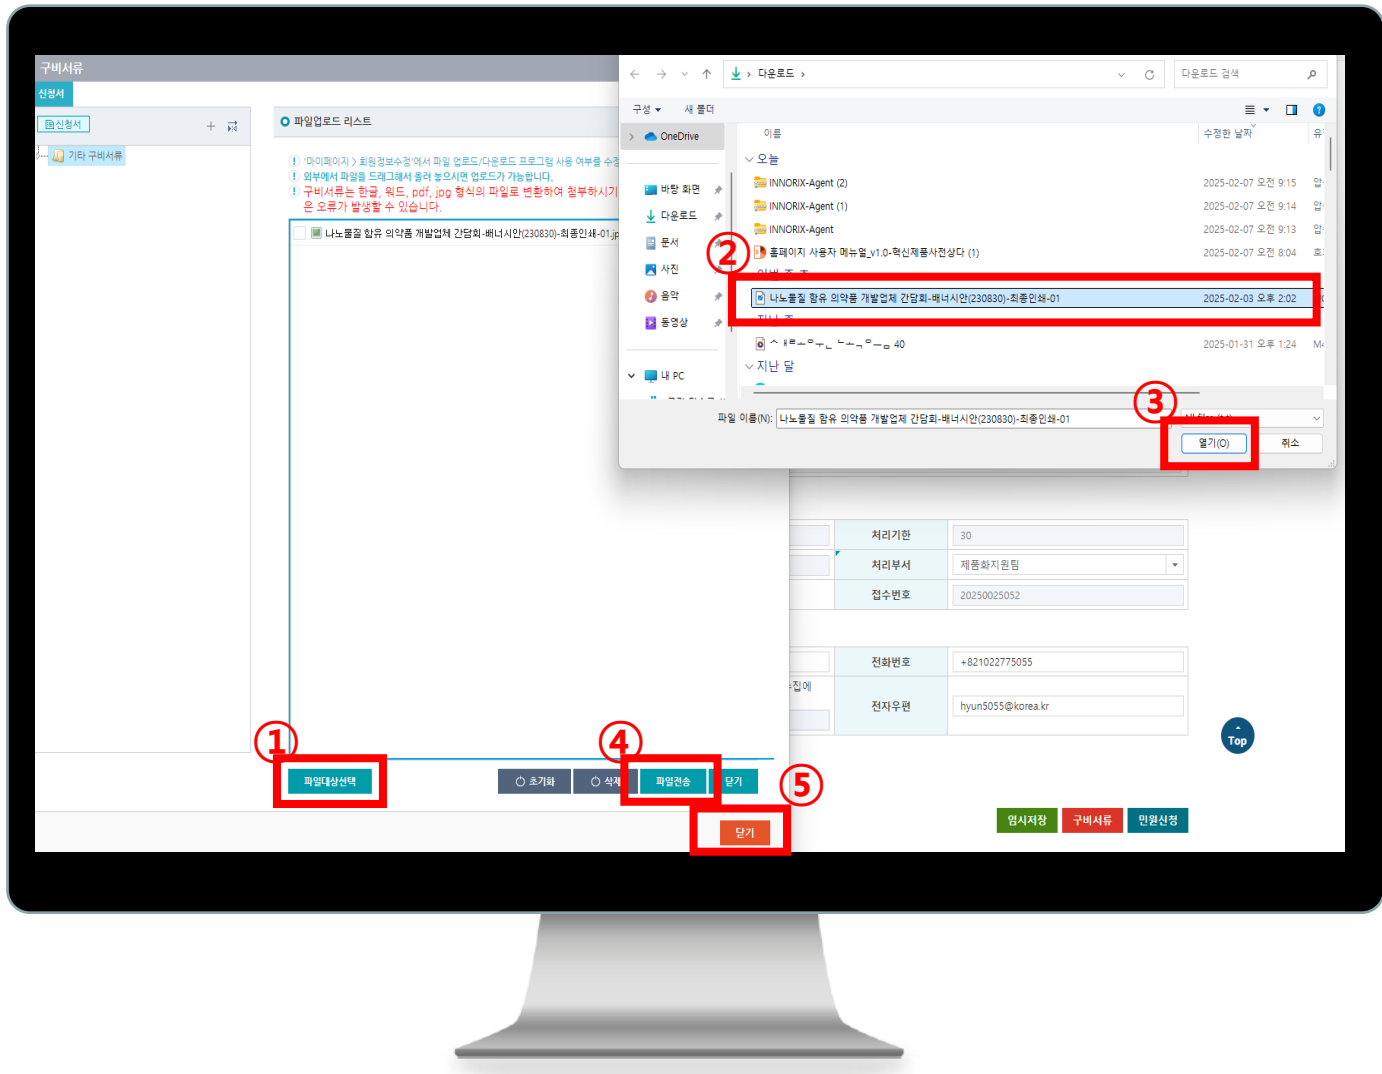 구비서류
신청서
신청서
기타 구비서류
파일업로드 리스트
'마이페이지 > 회원정보수정'에서 파일 업로드/다운로드 프로그램 사용 여부를 수정
외부에서 파일을 드래그해서 올려 놓으시면 업로드가 가능합니다.
구비서류는 한글, 워드, pdf, jpg 형식의 파일로 변환하여 첨부하시기
은 오류가 발생할 수 있습니다.
나노물질 함유 의약품 개발업체 간담회-배너시안(230830)-최종인쇄-01.jp
① 파일대상선택
초기화
삭제
④ 파일전송
닫기
⑤ 닫기
다운로드
다운로드 검색
구성
새 폴더
OneDrive
바탕 화면
다운로드
문서
사진
음악
동영상
내 PC
이름
수정한 날짜
유
오늘
INNORIX-Agent (2) 2025-02-07 오전 9:15 압
INNORIX-Agent (1) 2025-02-07 오전 9:14 압
INNORIX-Agent 2025-02-07 오전 9:13 압
홈페이지 사용자 메뉴얼_v1.0-혁신제품사전상다 (1) 2025-02-07 오전 8:04
②
나노물질 함유 의약품 개발업체 간담회-배너시안(230830)-최종인쇄-01 2025-02-03 오후 2:02
지난 주
40 2025-01-31 오후 1:24 M4
지난 달
③
파일 이름(N): 나노물질 함유 의약품 개발업체 간담회-배너시안(230830)-최종인쇄-01
열기(O)
취소
처리기한 30
처리부서 제품화지원팀
접수번호 20250025052
전화번호 +821022775055
수집에
전자우편 hyun5055@korea.kr
Top
임시저장
구비서류
민원신청